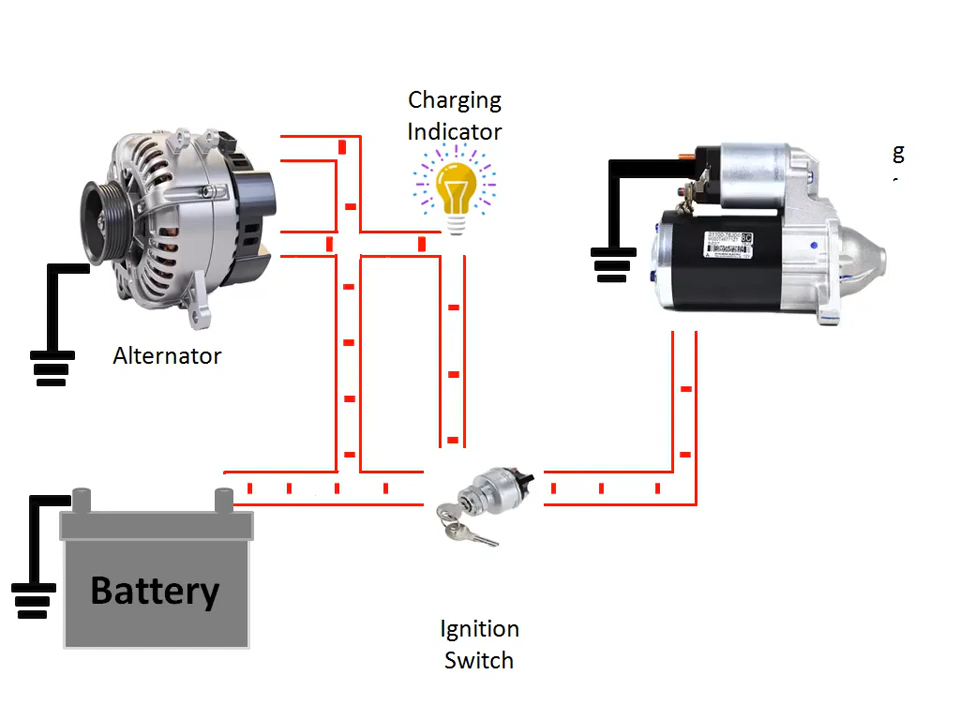 Charging
Indicator
g
Alternator
Battery
Ignition
Switch